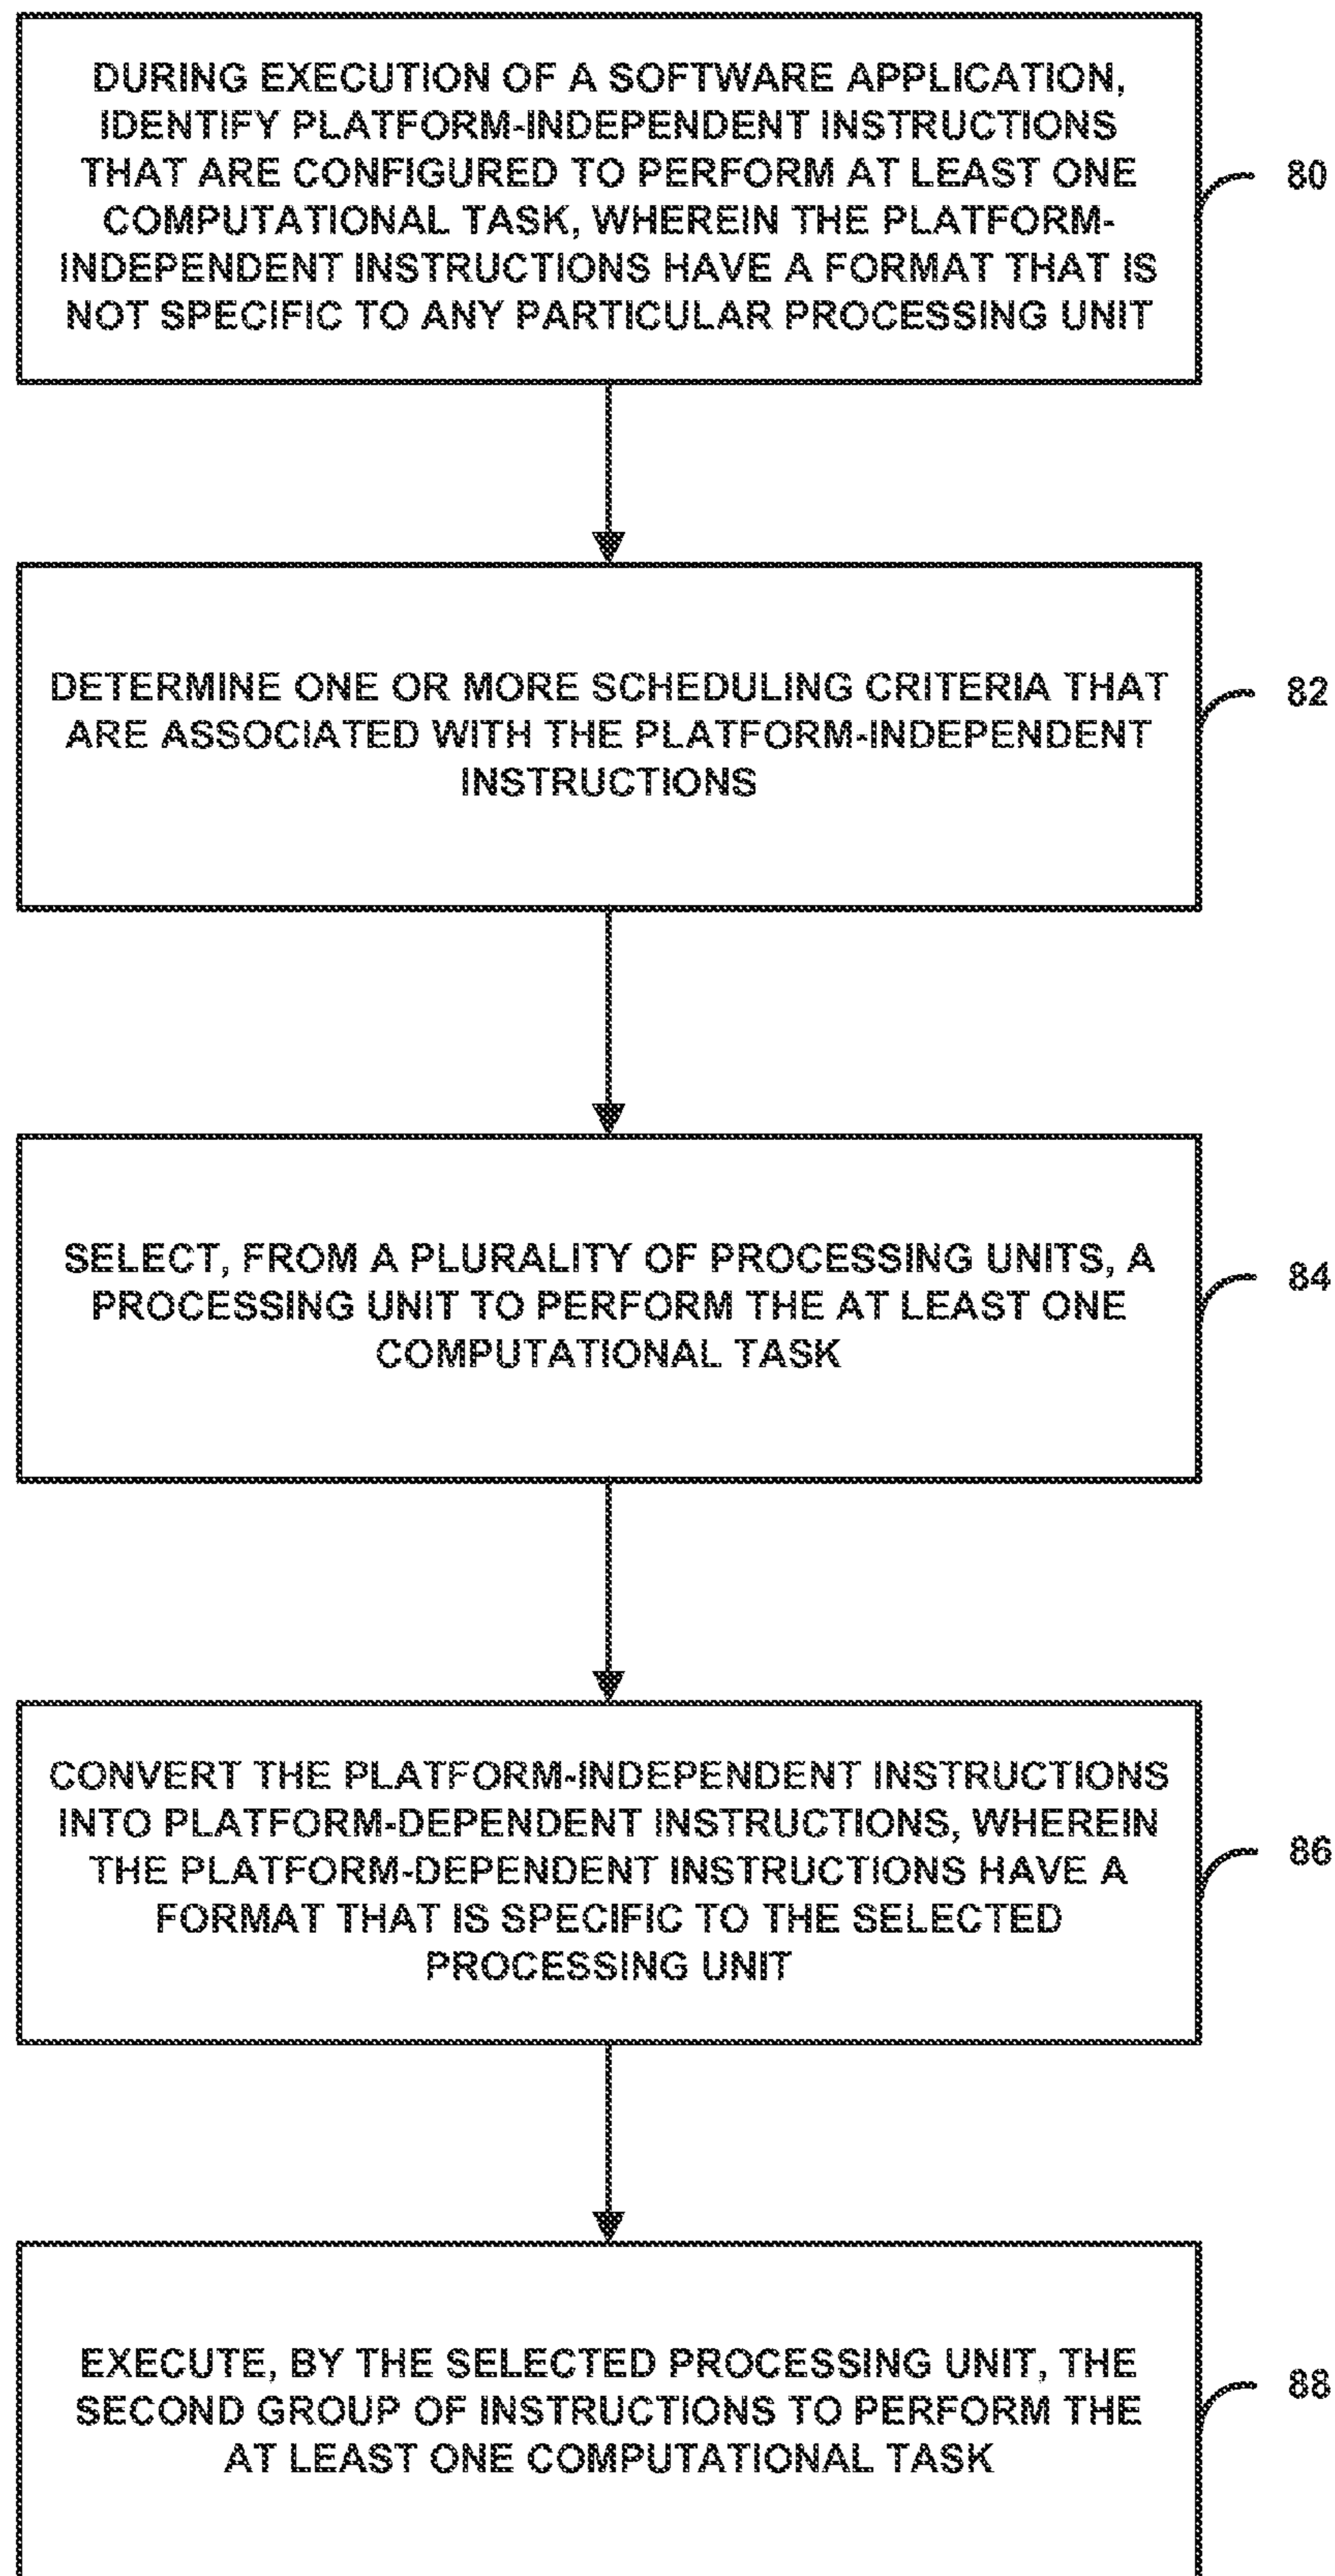 DURING EXECUTION OF A SOFTWARE APPLICATION,
IDENTIFY PLATFORM-INDEPENDENT INSTRUCTIONS
THAT ARE CONFIGURED TO PERFORM AT LEAST ONE
COMPUTATIONAL TASK, WHEREIN THE PLATFORM-
INDEPENDENT INSTRUCTIONS HAVE A FORMAT THAT IS
NOT SPECIFIC TO ANY PARTICULAR PROCESSING UNIT
80
DETERMINE ONE OR MORE SCHEDULING CRITERIA THAT
ARE ASSOCIATED WITH THE PLATFORM-INDEPENDENT
INSTRUCTIONS
82
SELECT, FROM A PLURALITY OF PROCESSING UNITS, A
PROCESSING UNIT TO PERFORM THE AT LEAST ONE
COMPUTATIONAL TASK
84
CONVERT THE PLATFORM-INDEPENDENT INSTRUCTIONS
INTO PLATFORM-DEPENDENT INSTRUCTIONS, WHEREIN
THE PLATFORM-DEPENDENT INSTRUCTIONS HAVE A
FORMAT THAT IS SPECIFIC TO THE SELECTED
PROCESSING UNIT
86
EXECUTE, BY THE SELECTED PROCESSING UNIT, THE
SECOND GROUP OF INSTRUCTIONS TO PERFORM THE
AT LEAST ONE COMPUTATIONAL TASK
88